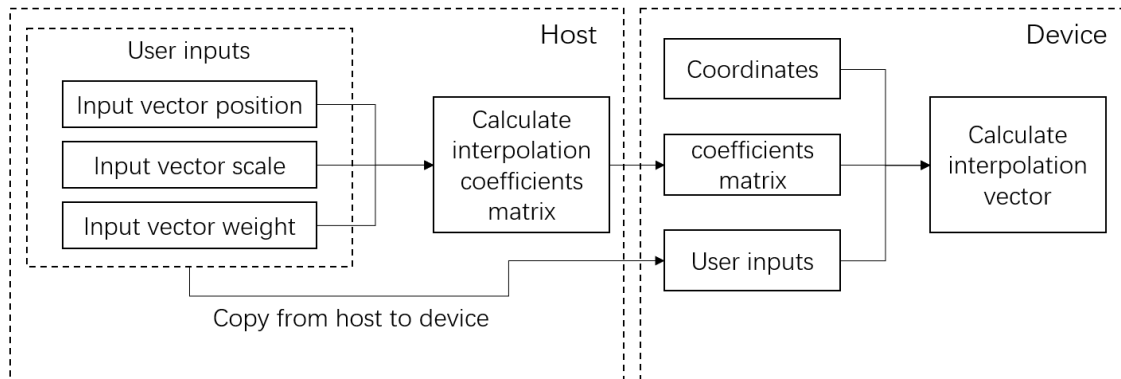 Host
User inputs
Input vector position
Input vector scale
Input vector weight
Calculate
interpolation
coefficients
matrix
Copy from host to device
Device
Coordinates
coefficients
matrix
User inputs
Calculate
interpolation
vector